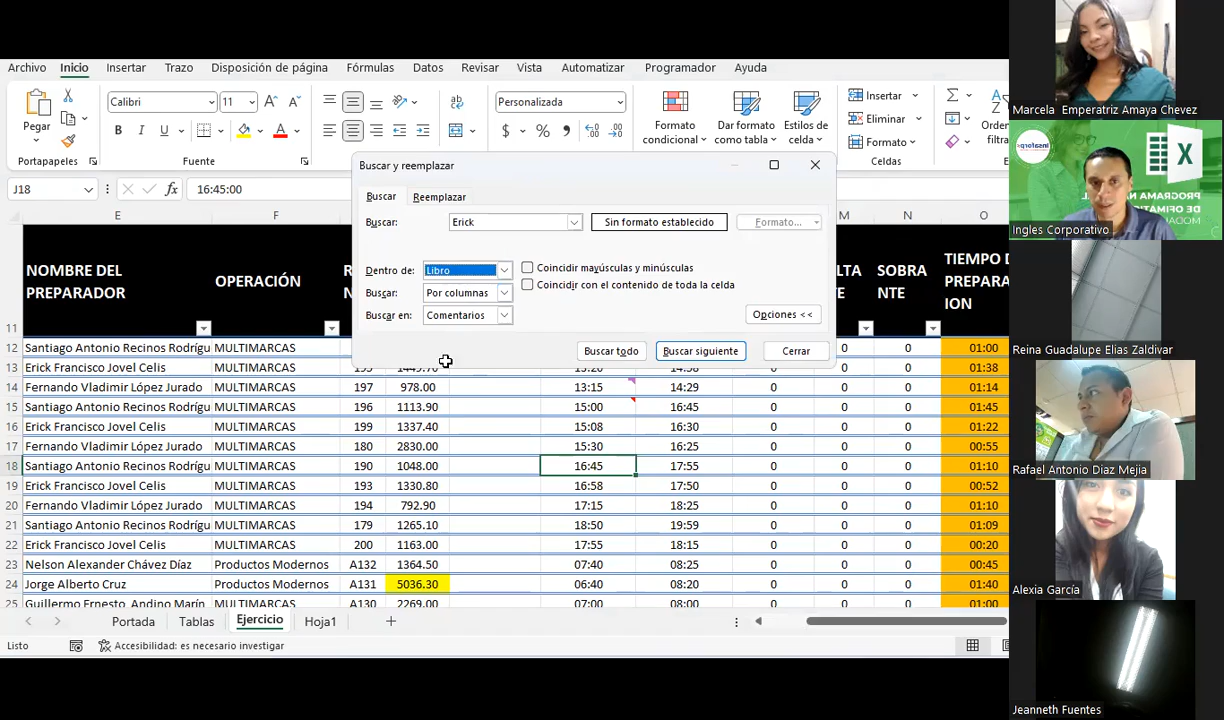 Archivo Inicio Insertar Trazo Disposición de página Fórmulas Datos Revisar Vista Automatizar Programador Ayuda
Pegar
Calibri 11
N K S
Personalizada
$ %
Formato condicional
Dar formato como tabla
Estilos de celda
Insertar
Eliminar
Formato
Portapapeles Fuente Celdas
J18 fx 16:45:00
Buscar y reemplazar
Buscar Reemplazar
Buscar: Erick Sin formato establecido Formato...
Dentro de: Libro Coincidir mayúsculas y minúsculas
Buscar: Por columnas Coincidir con el contenido de toda la celda
Buscar en: Comentarios Opciones <<
Buscar todo Buscar siguiente Cerrar
E F M N O
11 NOMBRE DEL PREPARADOR OPERACIÓN SOBRA NTE
12 Santiago Antonio Recinos Rodrígu MULTIMARCAS 0 0 01:00
13 Erick Francisco Jovel Celis MULTIMARCAS 0 0 01:38
14 Fernando Vladimir López Jurado MULTIMARCAS 197 978.00 13:15 14:29 0 0 0 01:14
15 Santiago Antonio Recinos Rodrígu MULTIMARCAS 196 1113.90 15:00 16:45 0 0 0 01:45
16 Erick Francisco Jovel Celis MULTIMARCAS 199 1337.40 15:08 16:30 0 0 0 01:22
17 Fernando Vladimir López Jurado MULTIMARCAS 180 2830.00 15:30 16:25 0 0 0 00:55
18 Santiago Antonio Recinos Rodrígu MULTIMARCAS 190 1048.00 16:45 17:55 0 0 0 01:10
19 Erick Francisco Jovel Celis MULTIMARCAS 193 1330.80 16:58 17:50 0 0 0 00:52
20 Fernando Vladimir López Jurado MULTIMARCAS 194 792.90 17:15 18:25 0 0 0 01:10
21 Santiago Antonio Recinos Rodrígu MULTIMARCAS 179 1265.10 18:50 19:59 0 0 0 01:09
22 Erick Francisco Jovel Celis MULTIMARCAS 200 1163.00 17:55 18:15 0 0 0 00:20
23 Nelson Alexander Chávez Díaz Productos Modernos A132 1364.50 07:40 08:25 0 0 0 00:45
24 Jorge Alberto Cruz Productos Modernos A131 5036.30 06:40 08:20 0 0 0 01:40
25 Guillermo Ernesto Andino Marín Productos Modernos A130 2269.00 07:00 08:00 0 0 0 01:00
Portada Tablas Ejercicio Hoja1
Listo Accesibilidad: es necesario investigar
Marcela Emperatriz Amaya Chevez
Ingles Corporativo
Reina Guadalupe Elias Zaldivar
Rafael Antonio Diaz Mejia
Alexia García
Jeanneth Fuentes